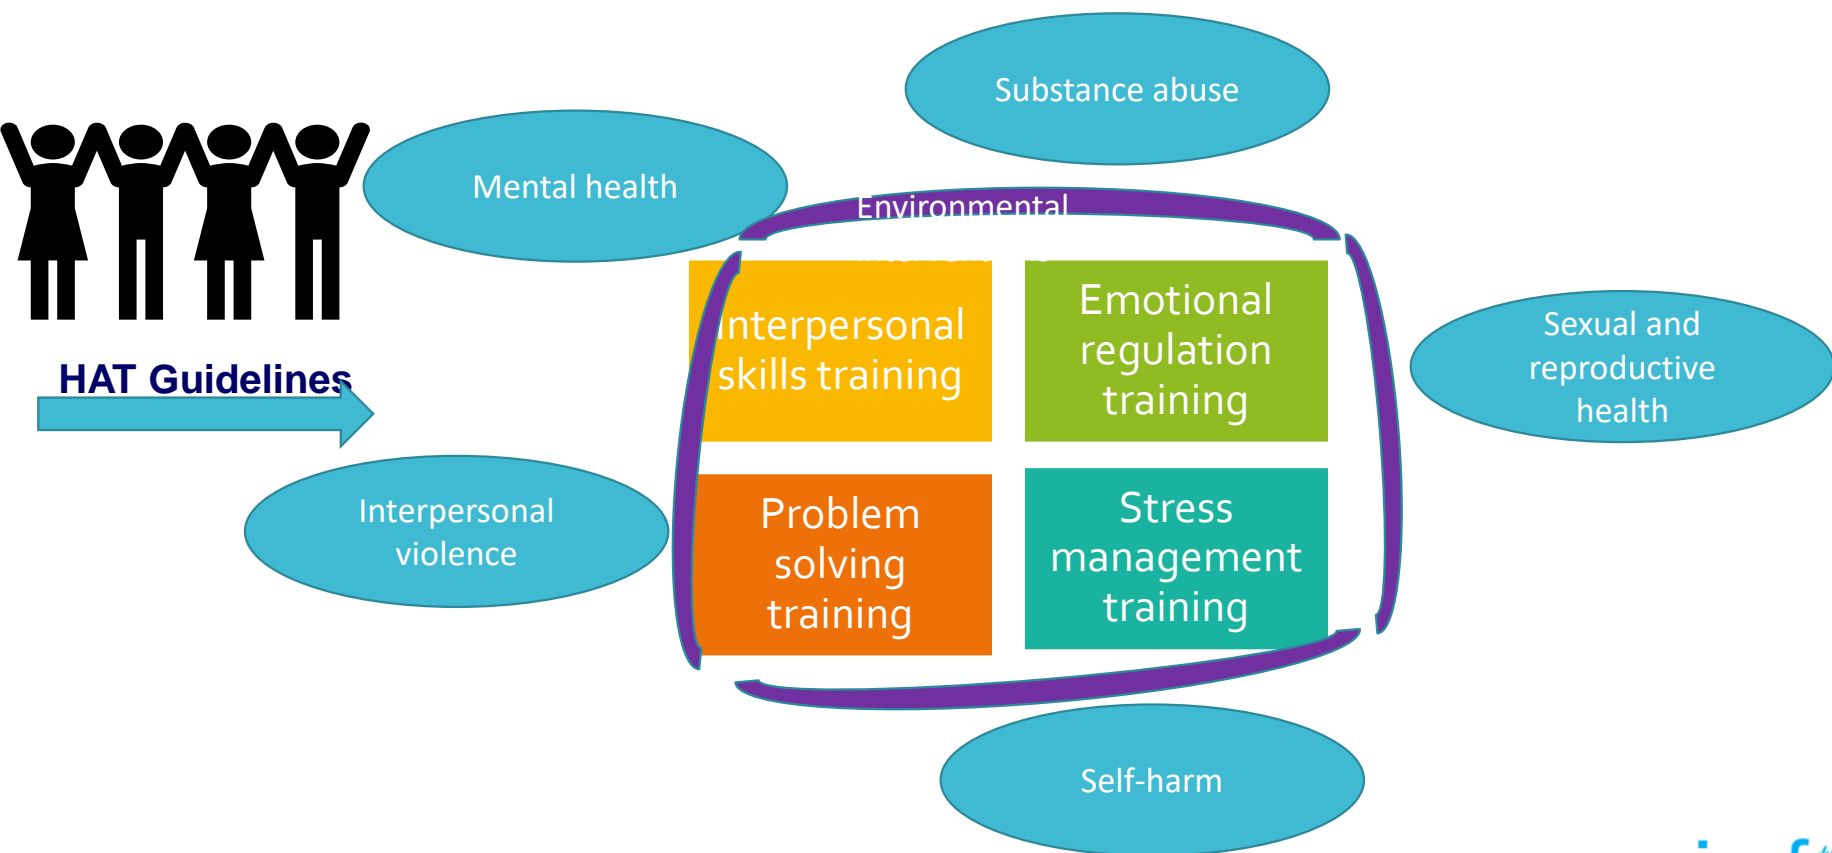 Substance abuse
Mental health
Environmental
Interpersonal
skills training
Emotional
regulation
training
Sexual and
reproductive
health
HAT Guidelines
Interpersonal
violence
Problem
solving
training
Stress
management
training
Self-harm